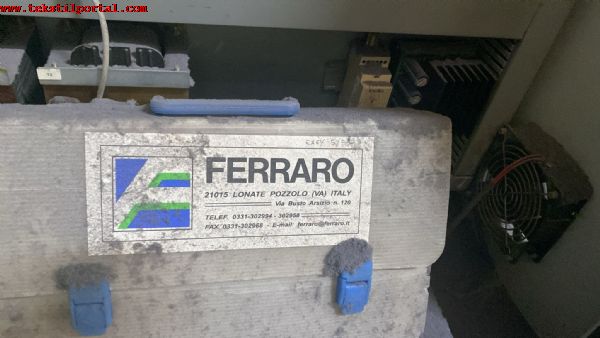 www.tekstilportal.com
FERRARO
21015 LONATE POZZOLO (VA) ITALY
Via Busto Arsizio n. 120
TELEF. 0331-302994 - 302958
FAX 0331-302968 - E-mail ferraro@ferraro.it